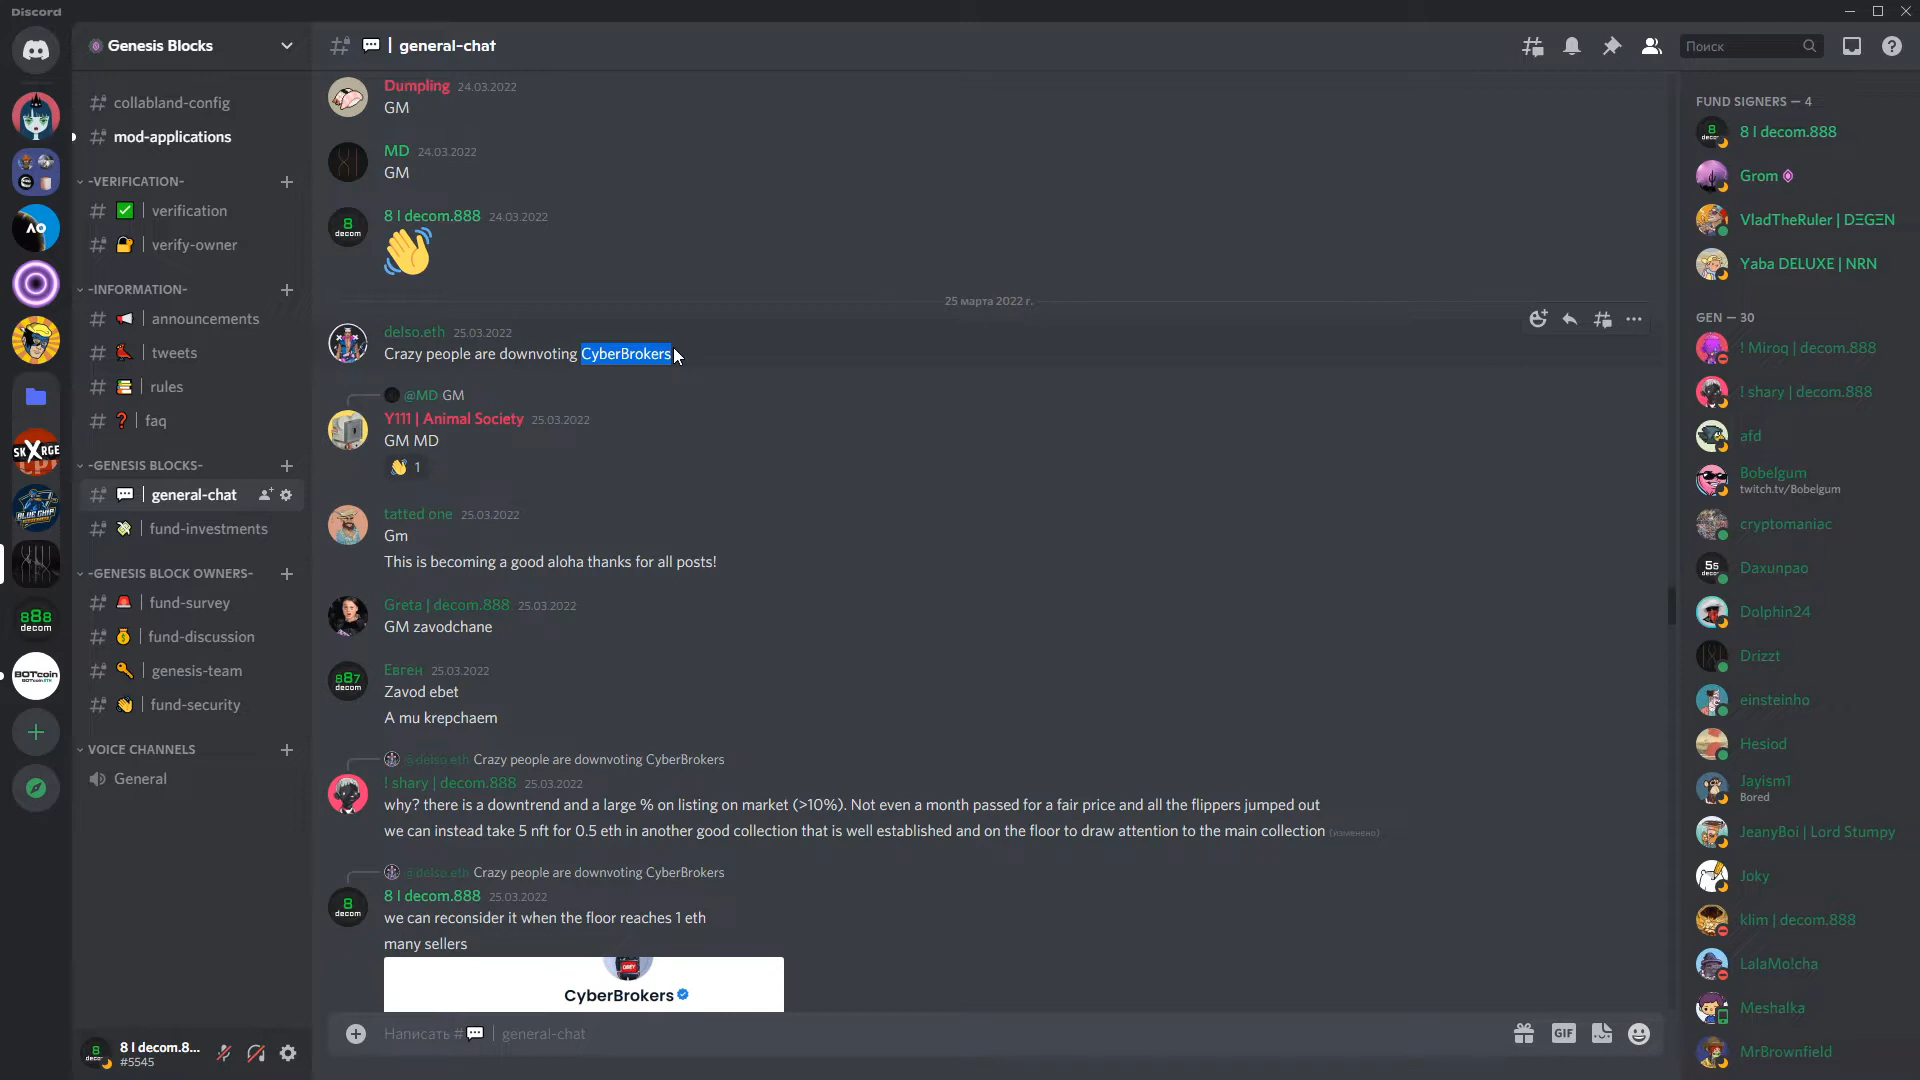 Discord
Genesis Blocks
collabland-config
mod-applications
-VERIFICATION-
verification
verify-owner
-INFORMATION-
announcements
tweets
rules
faq
-GENESIS BLOCKS-
general-chat
fund-investments
-GENESIS BLOCK OWNERS-
fund-survey
fund-discussion
genesis-team
fund-security
VOICE CHANNELS
General
8 l decom.8...
#5545
SKXRGE
BLUE CHIP
888
decom
BOTcoin
general-chat
Поиск
Dumpling 24.03.2022
GM
MD 24.03.2022
GM
8 l decom.888 24.03.2022
25 марта 2022 г.
delso.eth 25.03.2022
Crazy people are downvoting CyberBrokers
@MD GM
Y111 | Animal Society 25.03.2022
GM MD
1
tatted one 25.03.2022
Gm
This is becoming a good aloha thanks for all posts!
Greta | decom.888 25.03.2022
GM zavodchane
Евген 25.03.2022
Zavod ebet
A mu krepchaem
@delso.eth Crazy people are downvoting CyberBrokers
! shary | decom.888 25.03.2022
why? there is a downtrend and a large % on listing on market (>10%). Not even a month passed for a fair price and all the flippers jumped out
we can instead take 5 nft for 0.5 eth in another good collection that is well established and on the floor to draw attention to the main collection (изменено)
@delso.eth Crazy people are downvoting CyberBrokers
8 l decom.888 25.03.2022
we can reconsider it when the floor reaches 1 eth
many sellers
CyberBrokers
Написать # | general-chat
GIF
FUND SIGNERS — 4
8 l decom.888
Grom
VladTheRuler | DΞGEN
Yaba DELUXE | NRN
GEN — 30
! Miroq | decom.888
! shary | decom.888
afd
Bobelgum
twitch.tv/Bobelgum
cryptomaniac
Daxunpao
Dolphin24
Drizzt
einsteinho
Hesiod
Jayism1
Bored
JeanyBoi | Lord Stumpy
Joky
klim | decom.888
LalaMo!cha
Meshalka
MrBrownfield